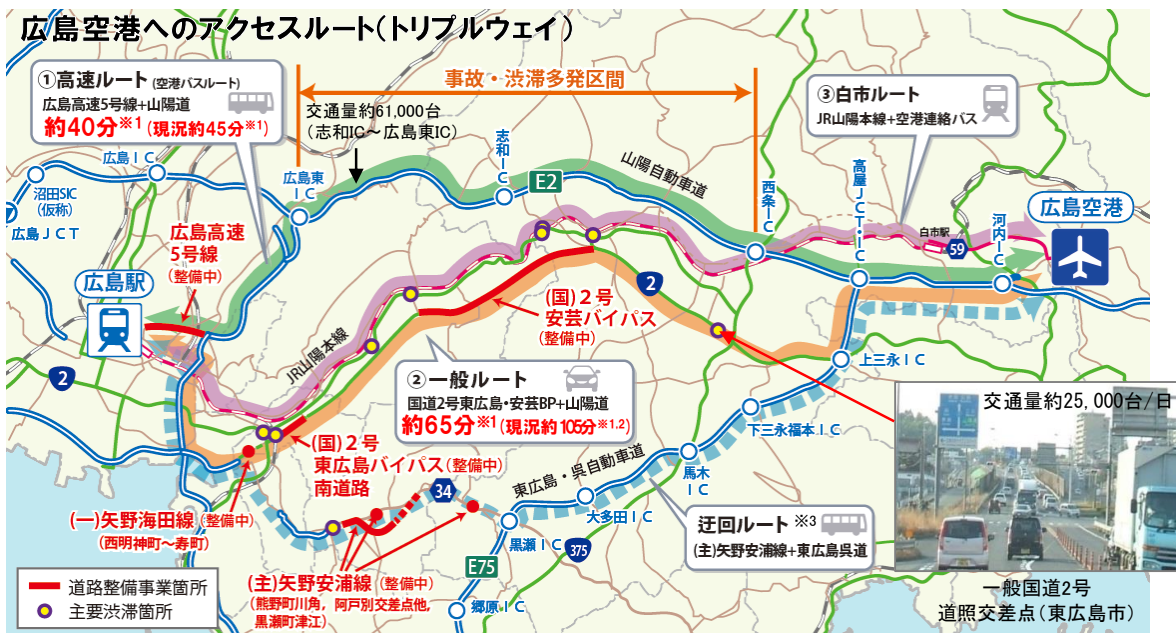 広島空港へのアクセスルート(トリプルウェイ)
①高速ルート (空港バスルート)
広島高速5号線+山陽道
約40分※1 (現況約45分※1)
事故・渋滞多発区間
交通量約61,000台
(志和IC～広島東IC)
③白市ルート
JR山陽本線+空港連絡バス
広島IC
沼田SIC
(仮称)
広島JCT
広島東
IC
志和IC
E2
山陽自動車道
西条IC
高屋JCT・IC
白市駅
59
河内IC
広島空港
広島高速
5号線
(整備中)
広島駅
2
JR山陽本線
(国)2号
安芸バイパス
(整備中)
2
②一般ルート
国道2号東広島・安芸BP+山陽道
約65分※1 (現況約105分※1,2)
上三永IC
下三永福本IC
馬木
IC
大多田IC
東広島・呉自動車道
(国)2号
東広島バイパス(整備中)
南道路
34
(一)矢野海田線(整備中)
(西明神町～寿町)
黒瀬IC
375
E75
郷原IC
迂回ルート ※3
(主)矢野安浦線+東広島呉道
(主)矢野安浦線(整備中)
(熊野町川角, 阿戸別交差点他,
黒瀬町津江)
道路整備事業箇所
主要渋滞箇所
交通量約25,000台/日
一般国道2号
道照交差点(東広島市)